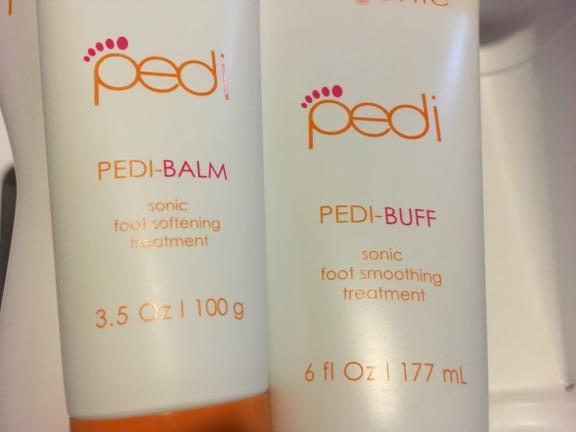 pedi
PEDI-BALM
sonic
foot softening
treatment
3.5 Oz | 100 g
pedi
PEDI-BUFF
sonic
foot smoothing
treatment
6 fl Oz | 177 mL